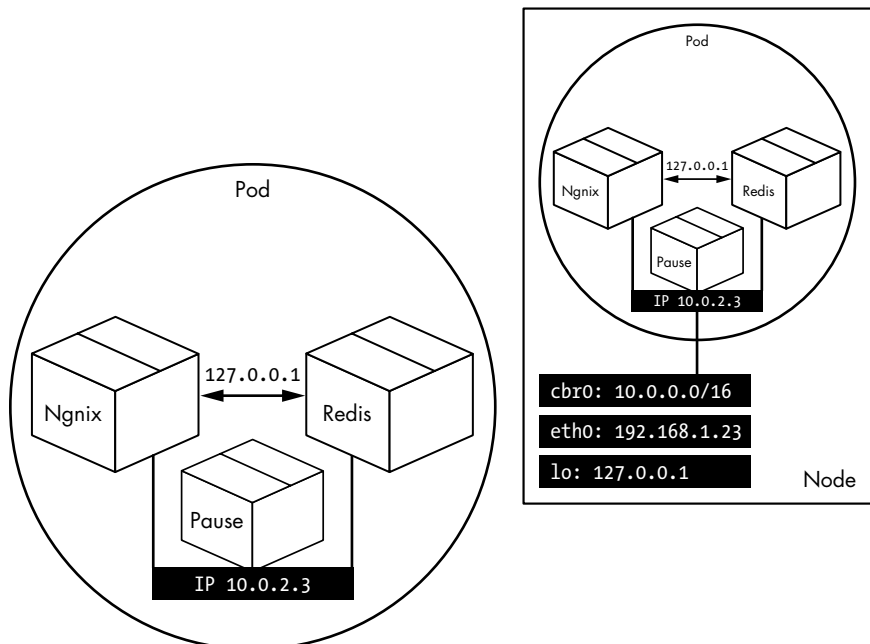 Pod
127.0.0.1
Ngnix
Redis
Pause
IP 10.0.2.3
Pod
127.0.0.1
Ngnix
Redis
Pause
IP 10.0.2.3
cbr0: 10.0.0.0/16
eth0: 192.168.1.23
lo: 127.0.0.1
Node